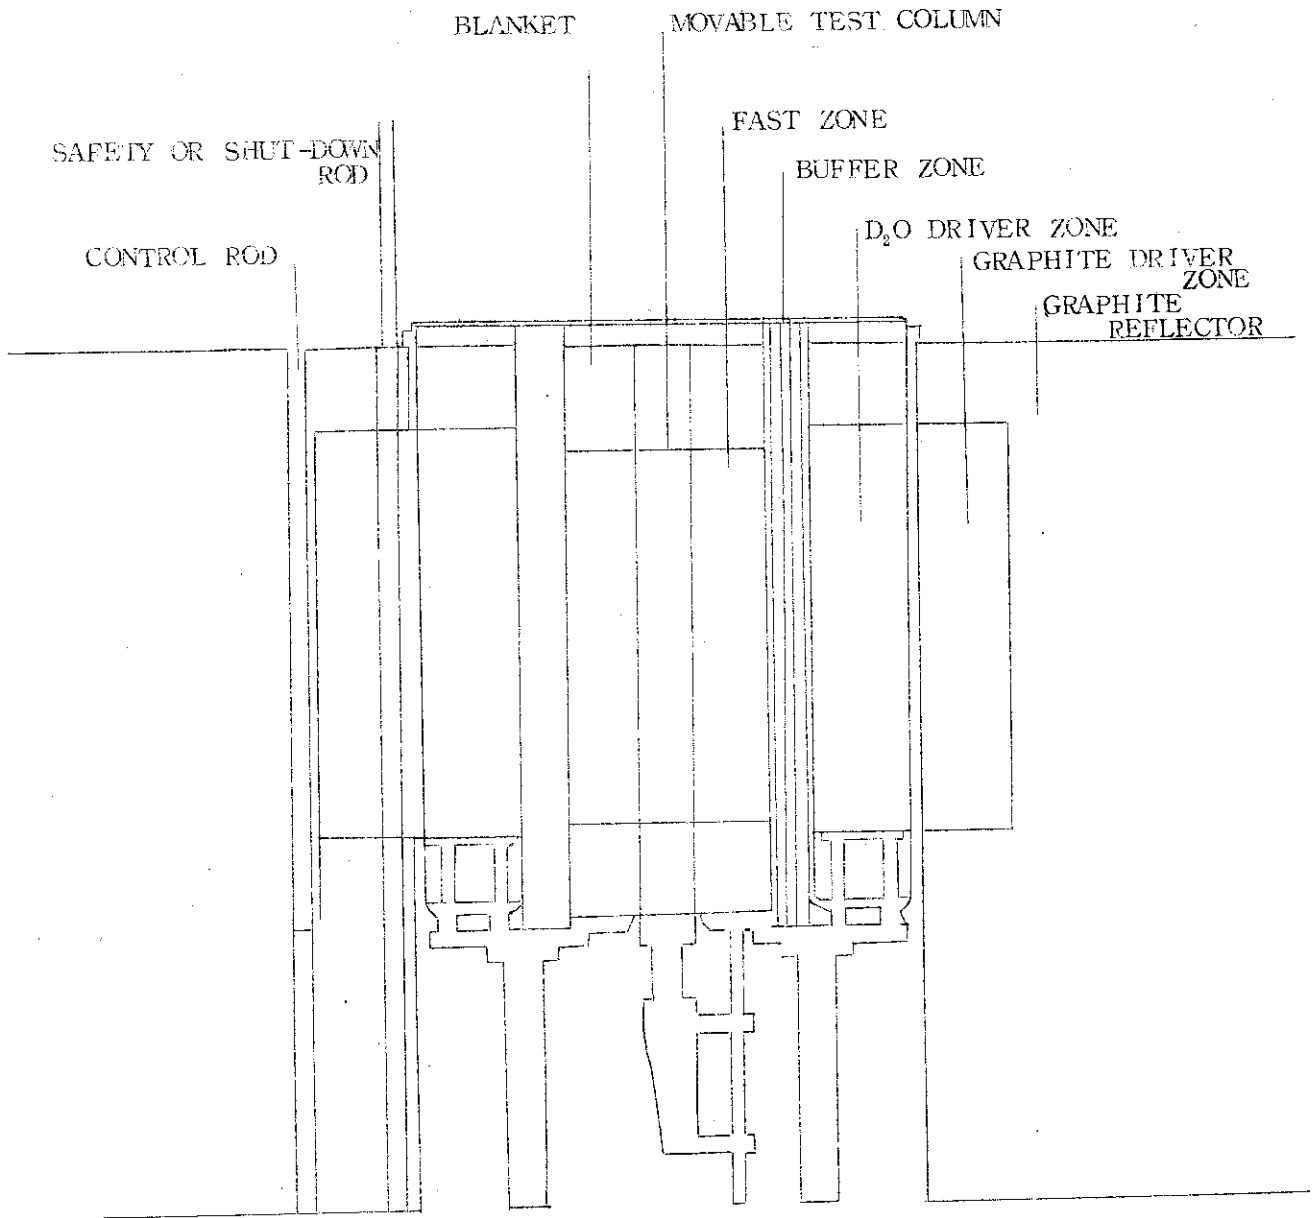 BLANKET
MOVABLE TEST COLUMN
FAST ZONE
SAFETY OR SHUT-DOWN
ROD
BUFFER ZONE
D₂O DRIVER ZONE
CONTROL ROD
GRAPHITE DRIVER
ZONE
GRAPHITE
REFLECTOR